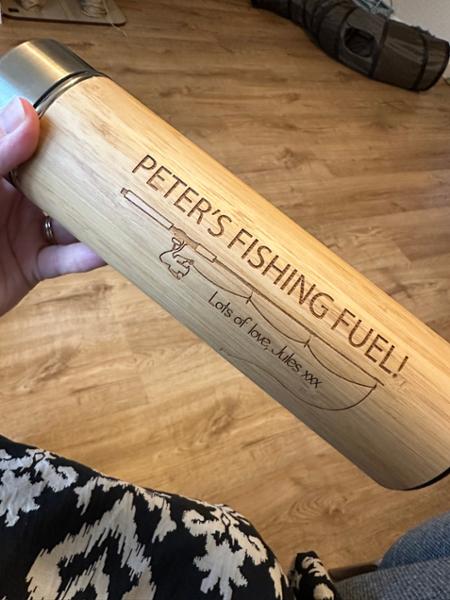 PETER'S FISHING FUEL!
Lots of love, Jules xxx